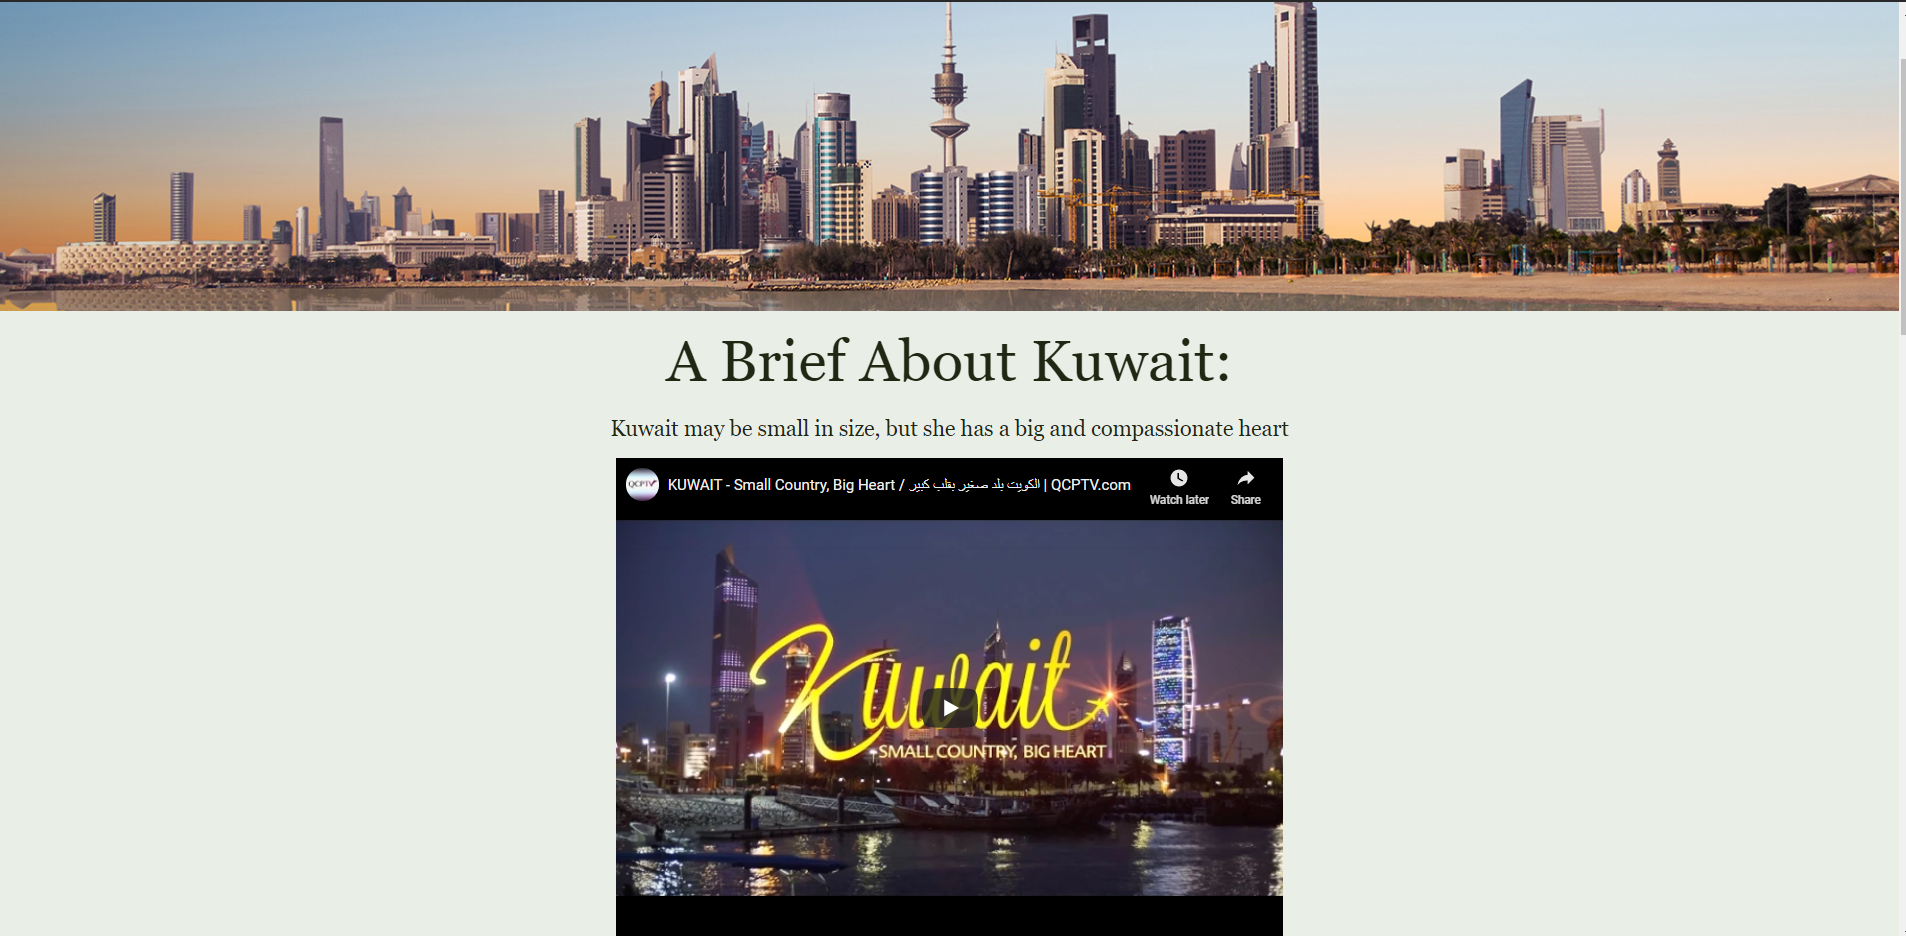 A Brief About Kuwait:
Kuwait may be small in size, but she has a big and compassionate heart
QCPTV
KUWAIT - Small Country, Big Heart / الكويت بلد صغير بقلب كبير | QCPTV.com
Watch later
Share
Kuwait
SMALL COUNTRY, BIG HEART